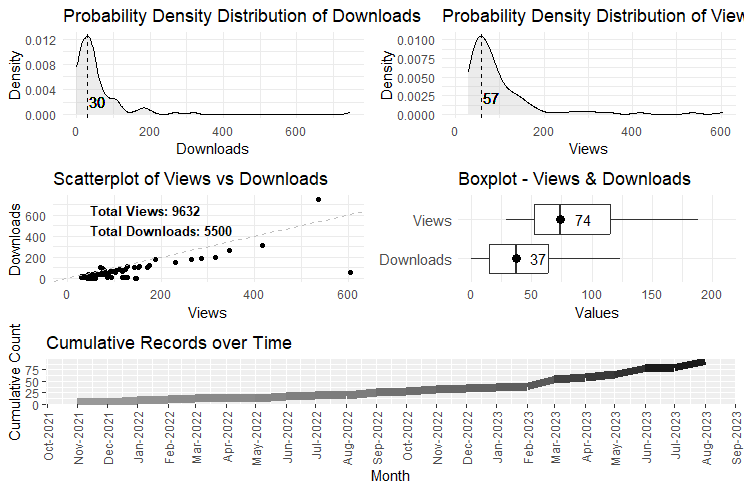 Probability Density Distribution of Downloads
Density
0.012
0.008
0.004
0.000
30
0 200 400 600
Downloads
Probability Density Distribution of View
Density
0.0100
0.0075
0.0050
0.0025
0.0000
57
0 200 400 600
Views
Scatterplot of Views vs Downloads
Downloads
600
400
200
0
Total Views: 9632
Total Downloads: 5500
0 200 400 600
Views
Boxplot - Views & Downloads
Views
74
Downloads
37
0 50 100 150 200
Values
Cumulative Records over Time
Cumulative Count
75
50
25
0
Oct-2021
Nov-2021
Dec-2021
Jan-2022
Feb-2022
Mar-2022
Apr-2022
May-2022
Jun-2022
Jul-2022
Aug-2022
Sep-2022
Oct-2022
Nov-2022
Dec-2022
Jan-2023
Feb-2023
Mar-2023
Apr-2023
May-2023
Jun-2023
Jul-2023
Aug-2023
Sep-2023
Month